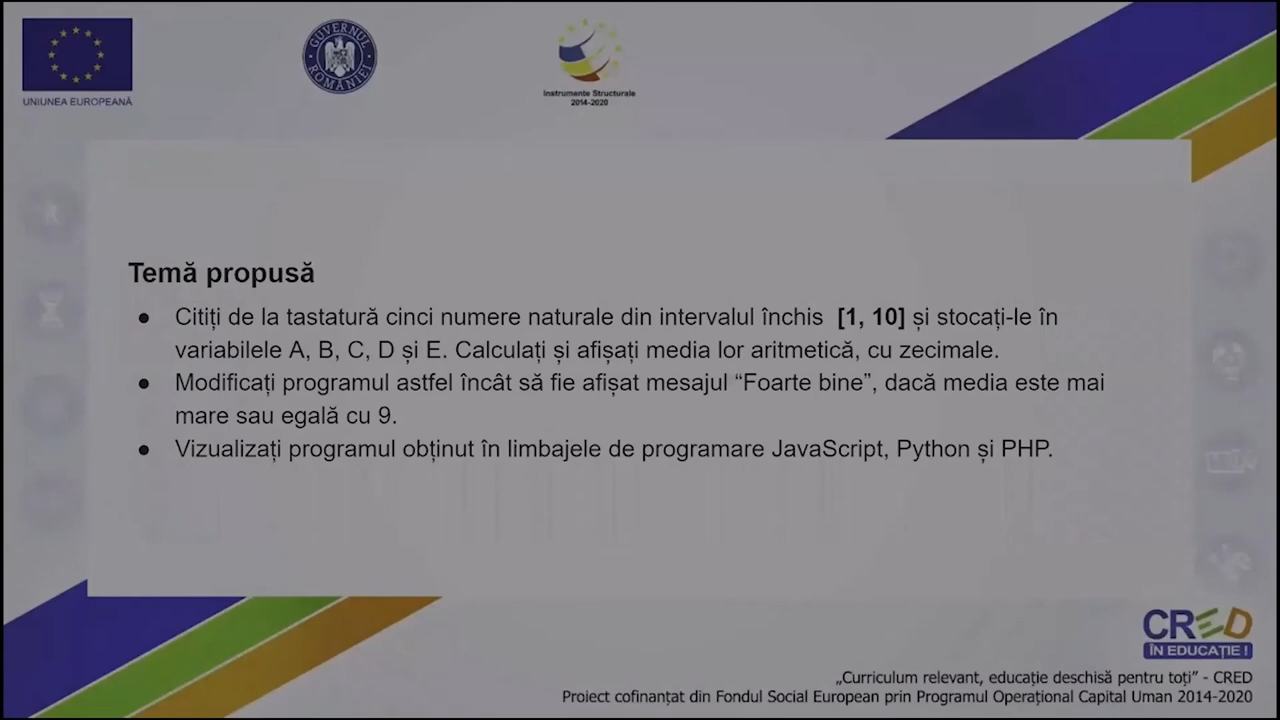 UNIUNEA EUROPEANĂ
GUVERNUL ROMÂNIEI
Instrumente Structurale
2014-2020
Temă propusă
● Citiți de la tastatură cinci numere naturale din intervalul închis [1, 10] și stocați-le în
variabilele A, B, C, D și E. Calculați și afișați media lor aritmetică, cu zecimale.
● Modificați programul astfel încât să fie afișat mesajul “Foarte bine”, dacă media este mai
mare sau egală cu 9.
● Vizualizați programul obținut în limbajele de programare JavaScript, Python și PHP.
CRED
ÎN EDUCAȚIE !
„Curriculum relevant, educație deschisă pentru toți” - CRED
Proiect cofinanțat din Fondul Social European prin Programul Operațional Capital Uman 2014-2020